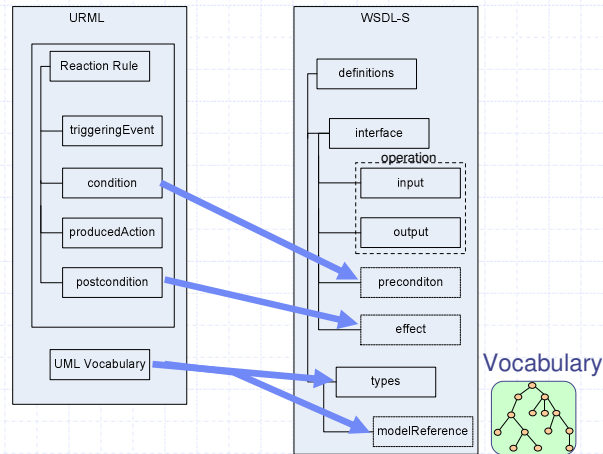 URML
Reaction Rule
triggeringEvent
condition
producedAction
postcondition
UML Vocabulary
WSDL-S
definitions
interface
operation
input
output
preconditon
effect
types
modelReference
Vocabulary